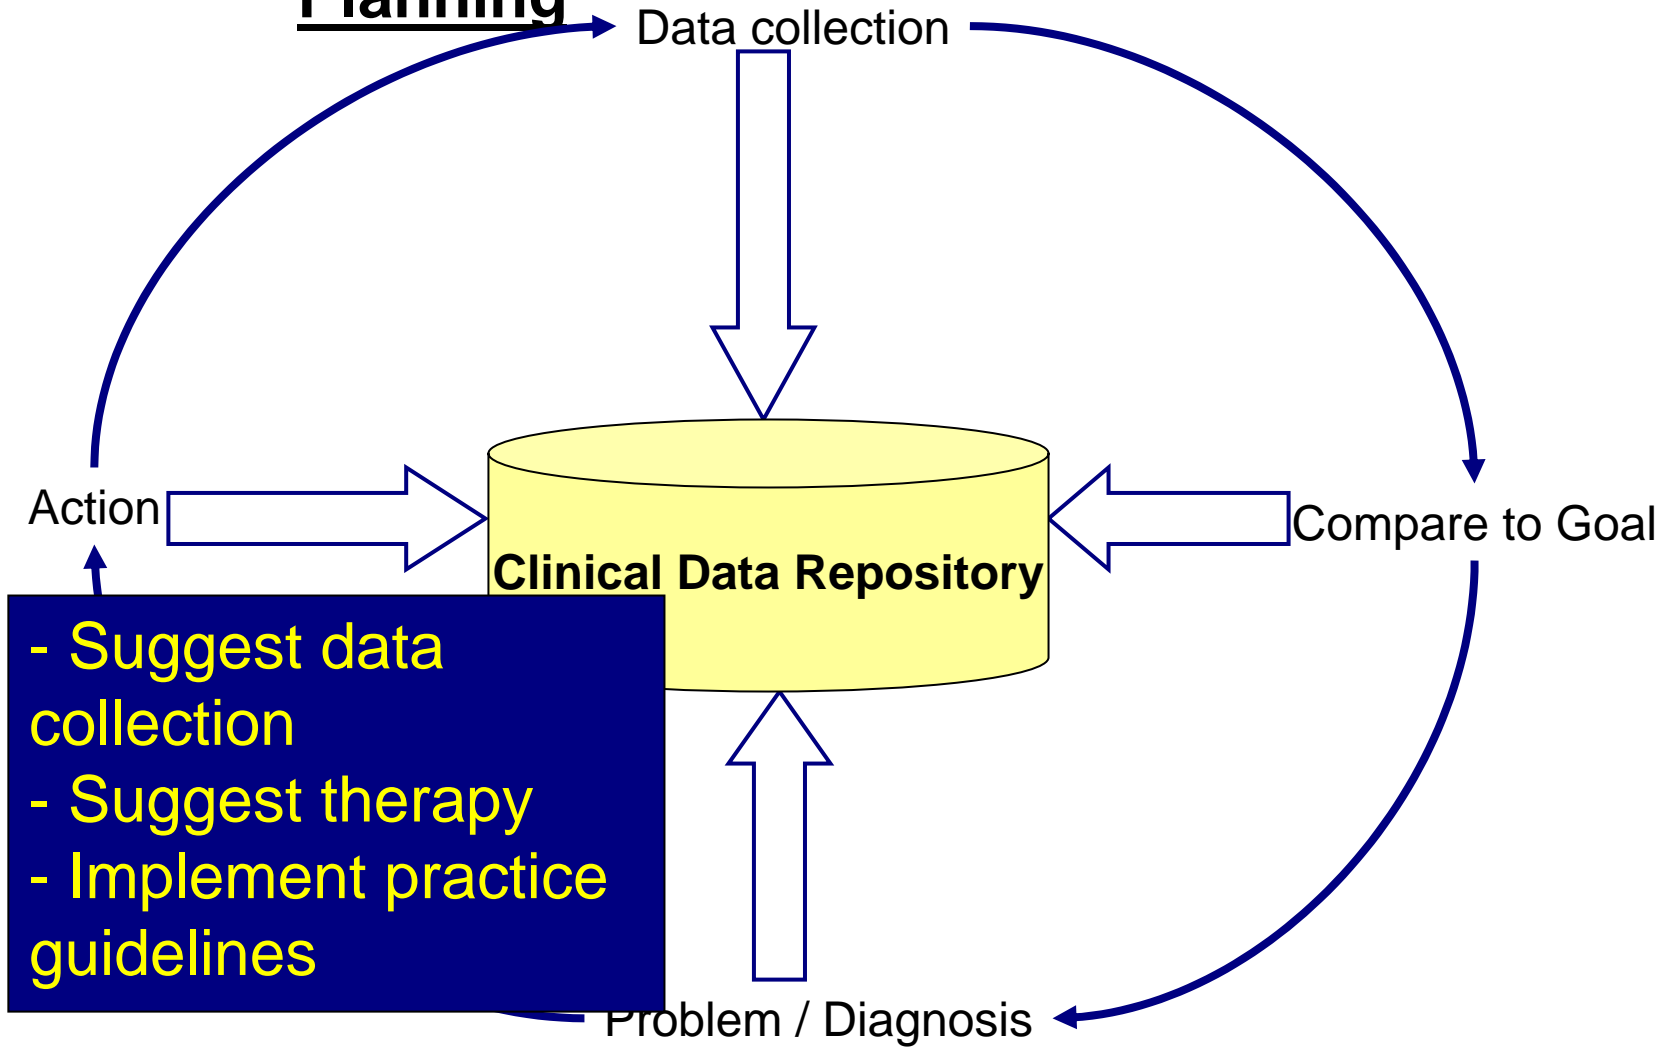 Planning
Data collection
Action
Compare to Goal
Clinical Data Repository
- Suggest data
collection
- Suggest therapy
- Implement practice
guidelines
Problem / Diagnosis